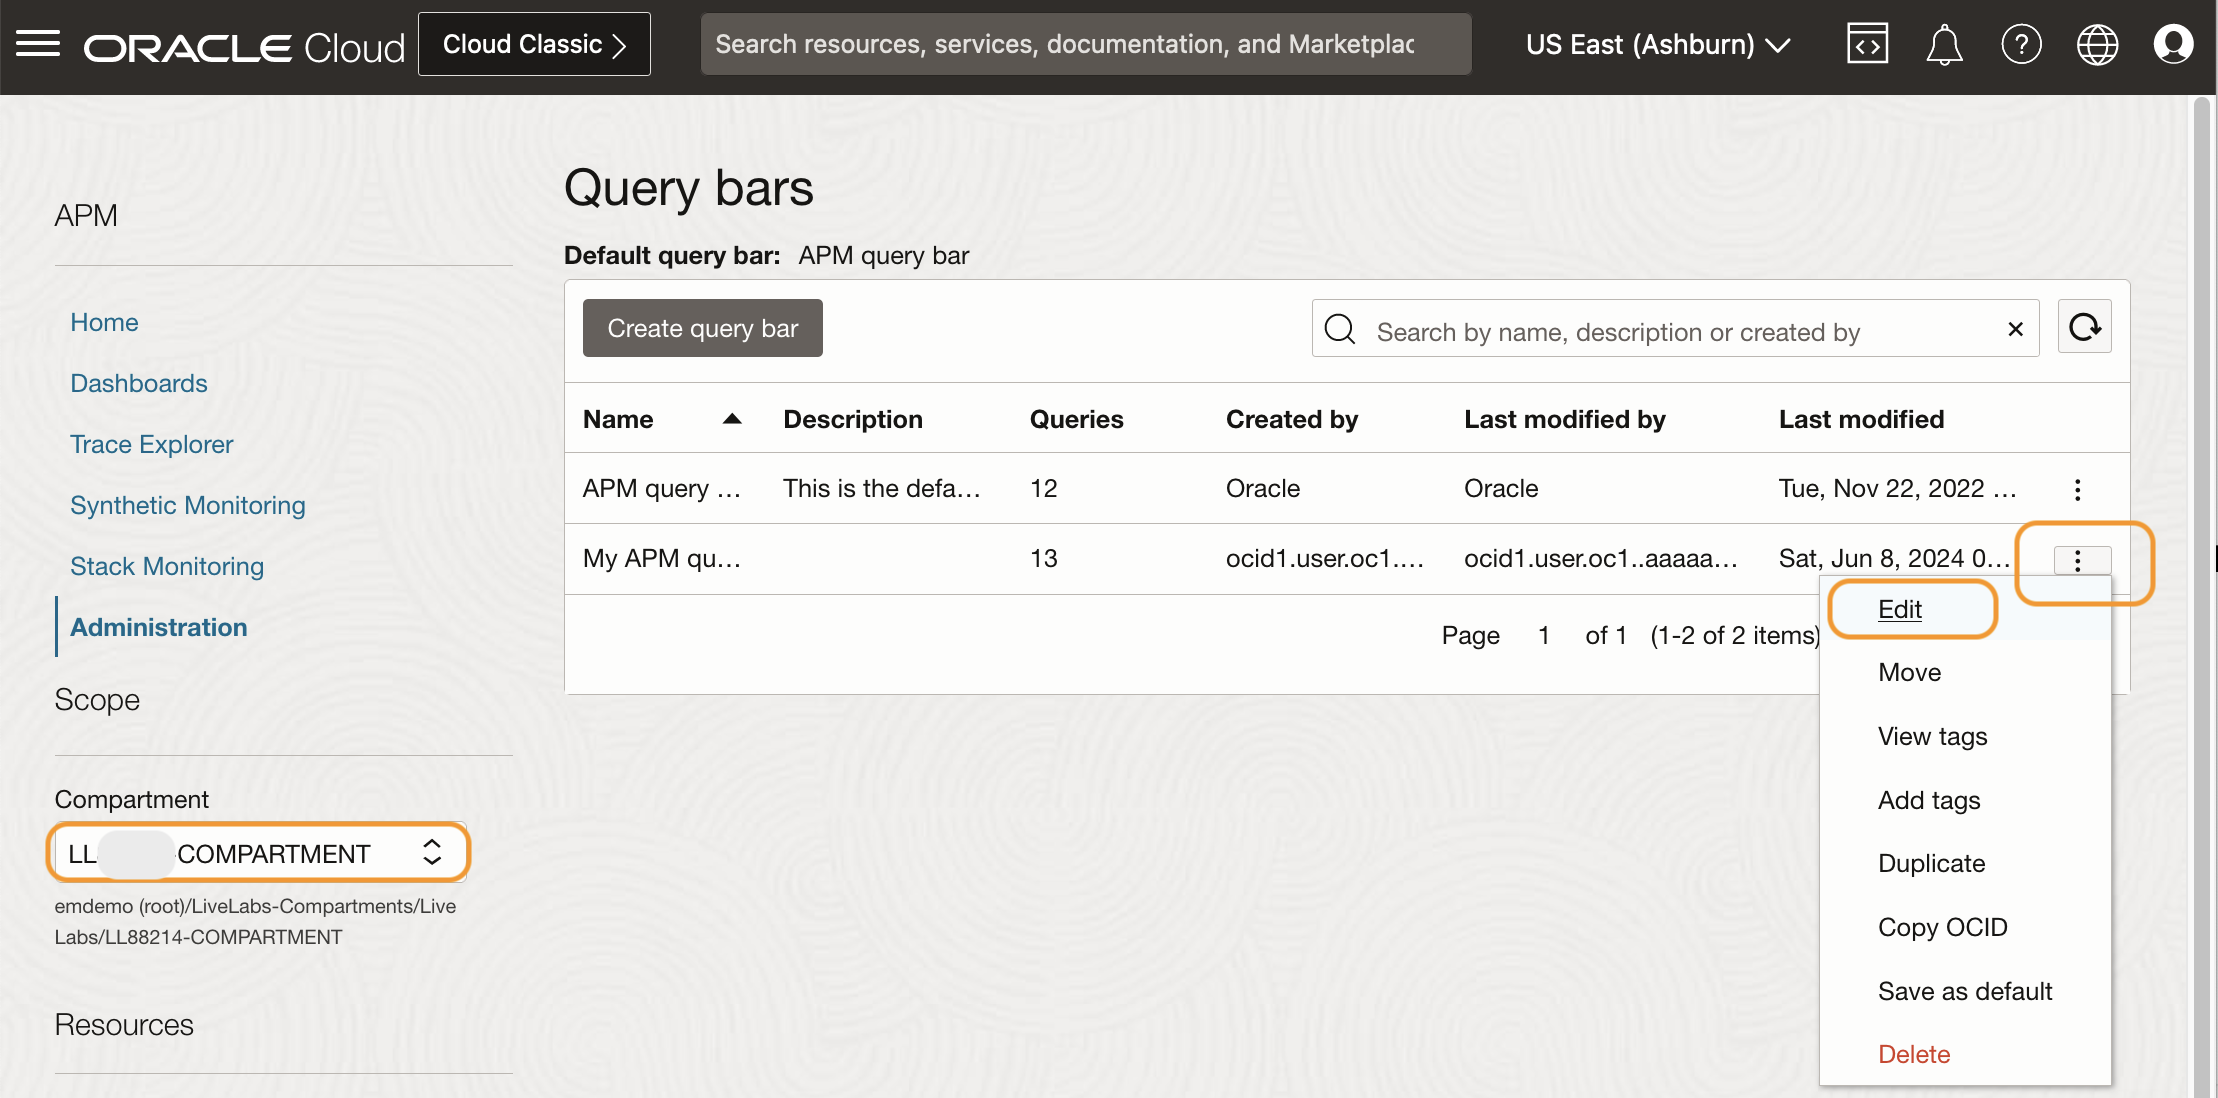 ORACLE Cloud
Cloud Classic
Search resources, services, documentation, and Marketplac
US East (Ashburn)
APM
Home
Dashboards
Trace Explorer
Synthetic Monitoring
Stack Monitoring
Administration
Scope
Compartment
LL -COMPARTMENT
emdemo (root)/LiveLabs-Compartments/Live
Labs/LL88214-COMPARTMENT
Resources
Query bars
Default query bar: APM query bar
Create query bar
Search by name, description or created by
Name Description Queries Created by Last modified by Last modified
APM query ... This is the defa... 12 Oracle Oracle Tue, Nov 22, 2022 ...
My APM qu... 13 ocid1.user.oc1.... ocid1.user.oc1..aaaaa... Sat, Jun 8, 2024 0...
Page 1 of 1 (1-2 of 2 items)
Edit
Move
View tags
Add tags
Duplicate
Copy OCID
Save as default
Delete